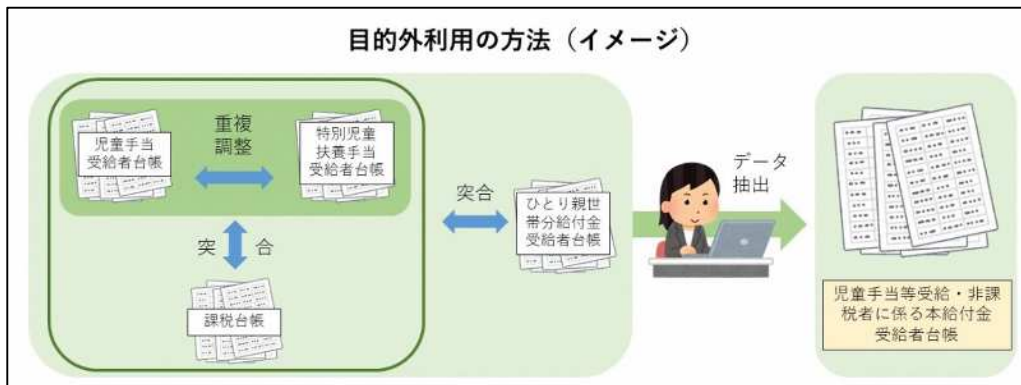 目的外利用の方法（イメージ）
児童手当
受給者台帳
重複
調整
特別児童
扶養手当
受給者台帳
突　合
課税台帳
突合
ひとり親世
帯分給付金
受給者台帳
データ
抽出
児童手当等受給・非課
税者に係る本給付金
受給者台帳